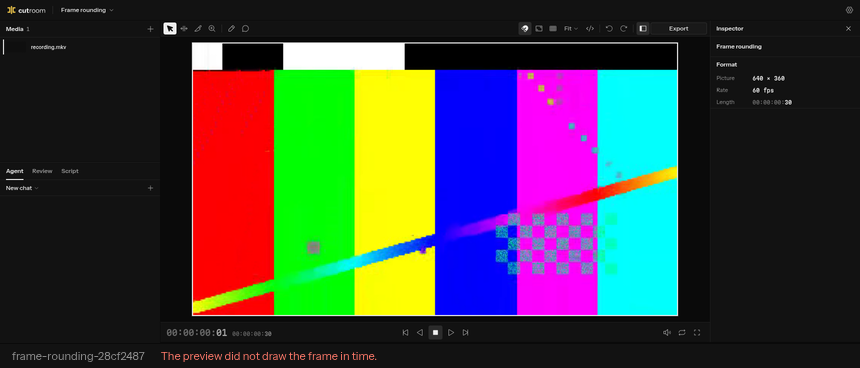 cutroom
Frame rounding
Media 1
recording.mkv
Agent Review Script
New chat
Fit
Export
Inspector
Frame rounding
Format
Picture 640 × 360
Rate 60 fps
Length 00:00:00:30
00:00:00:01 00:00:00:30
frame-rounding-28cf2487 The preview did not draw the frame in time.